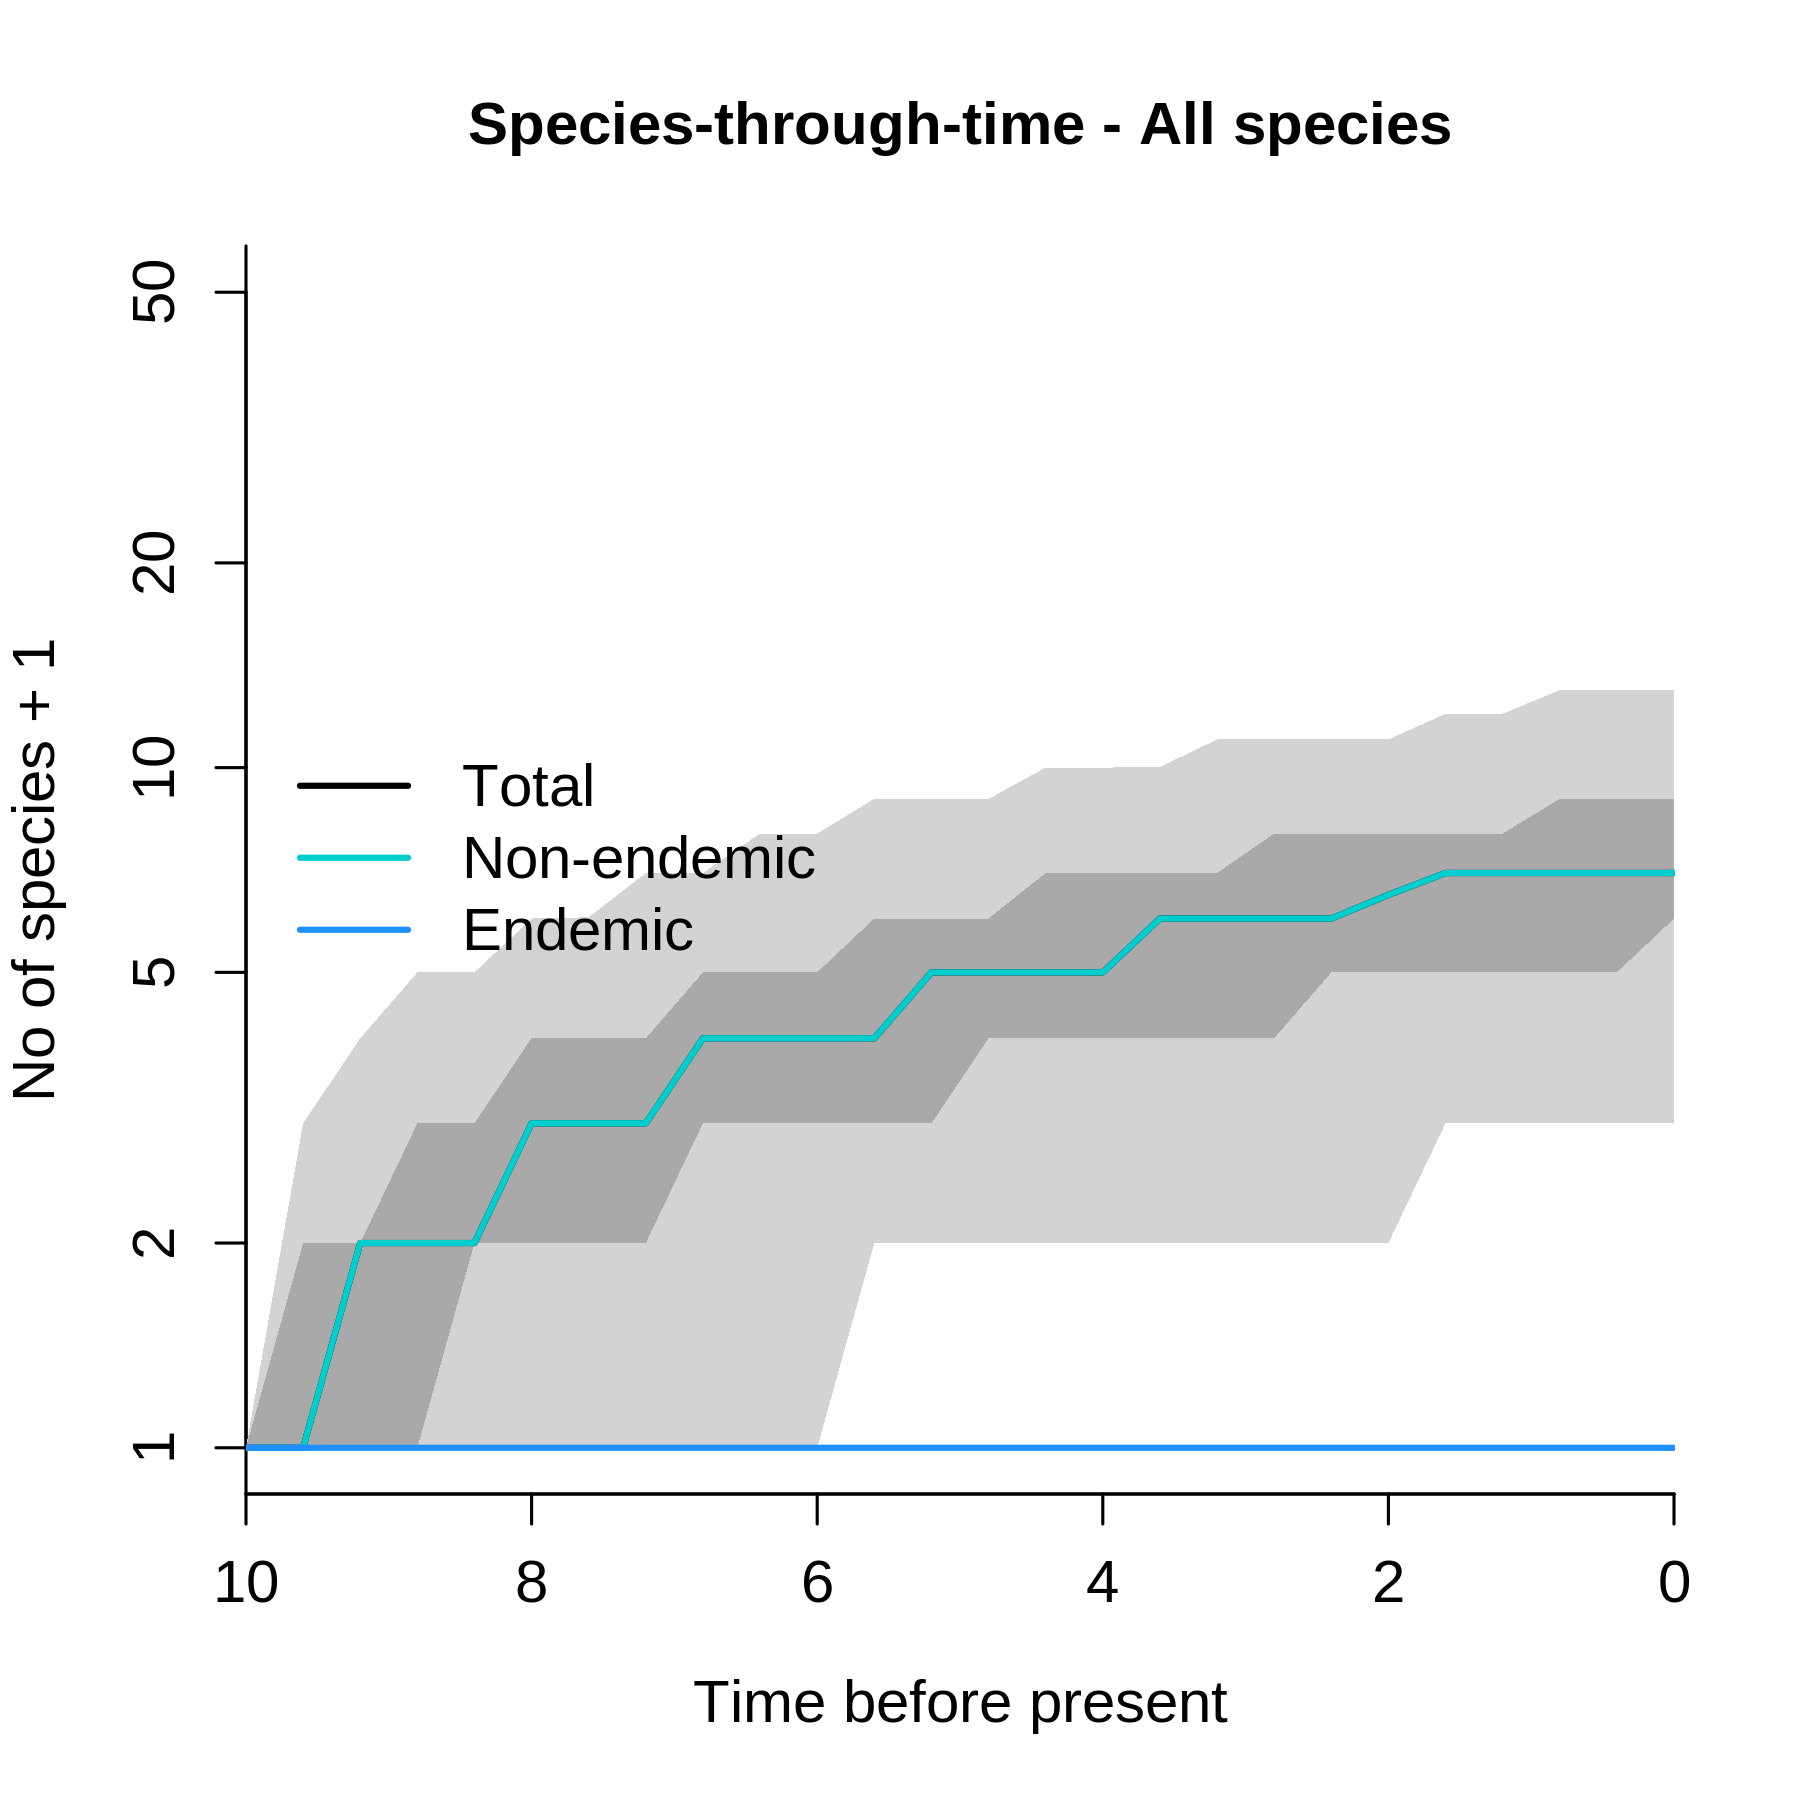 Species-through-time - All species
No of species + 1
50
20
10
5
2
1
Total
Non-endemic
Endemic
10 8 6 4 2 0
Time before present